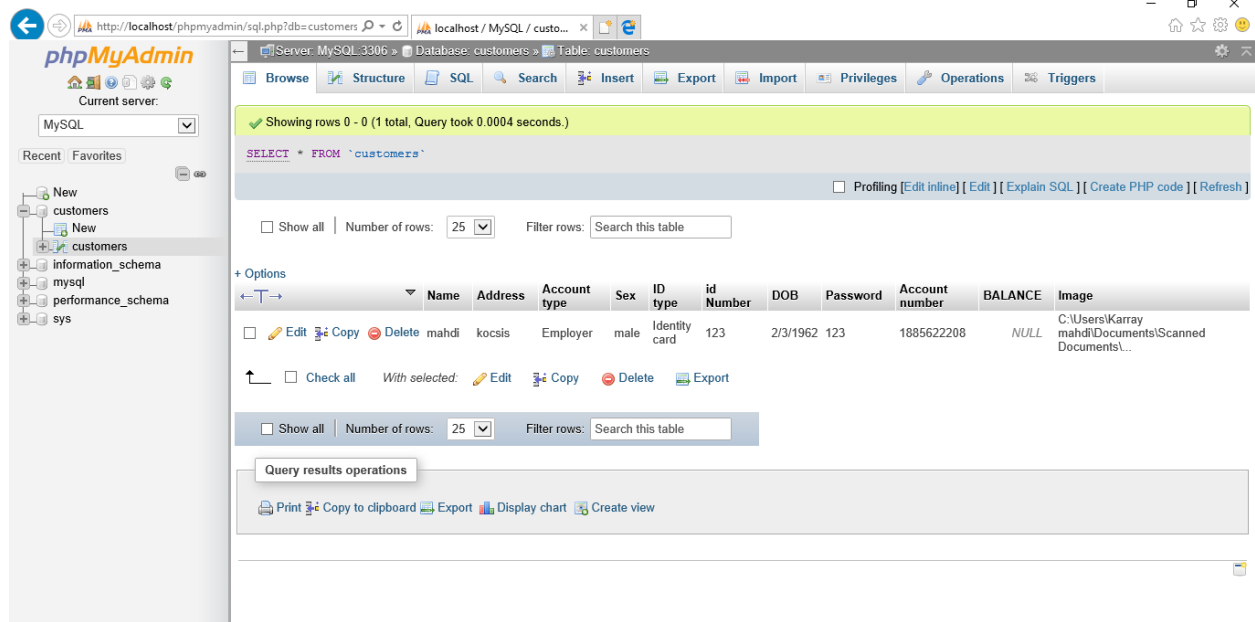 http://localhost/phpmyadmin/sql.php?db=customers
localhost / MySQL / custo...
phpMyAdmin
Current server:
MySQL
Recent Favorites
New
customers
New
customers
information_schema
mysql
performance_schema
sys
Server: MySQL:3306 » Database: customers » Table: customers
Browse Structure SQL Search Insert Export Import Privileges Operations Triggers
Showing rows 0 - 0 (1 total, Query took 0.0004 seconds.)
SELECT * FROM `customers`
Profiling [Edit inline] [ Edit ] [ Explain SQL ] [ Create PHP code ] [ Refresh ]
Show all Number of rows: 25 Filter rows: Search this table
+ Options
←T→ Name Address Account type Sex ID type id Number DOB Password Account number BALANCE Image
Edit Copy Delete mahdi kocsis Employer male Identity card 123 2/3/1962 123 1885622208 NULL C:\Users\Karray mahdi\Documents\Scanned Documents\...
Check all With selected: Edit Copy Delete Export
Show all Number of rows: 25 Filter rows: Search this table
Query results operations
Print Copy to clipboard Export Display chart Create view